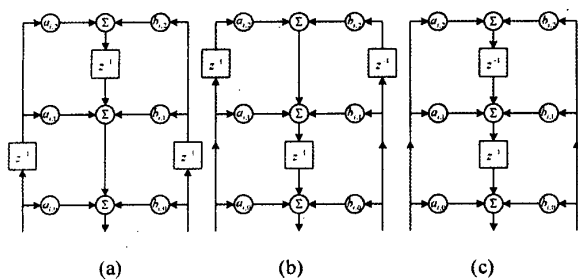 a_{i,2} Σ b_{i,2} a_{i,2} Σ b_{i,2} a_{i,2} Σ b_{i,2}
z^{-1} z^{-1} z^{-1} z^{-1}
a_{i,1} Σ b_{i,1} a_{i,1} Σ b_{i,1} a_{i,1} Σ b_{i,1}
z^{-1} z^{-1} z^{-1} z^{-1}
Σ b_{i,0} a_{i,0} Σ b_{i,0} a_{i,0} Σ b_{i,0}
(a) (b) (c)